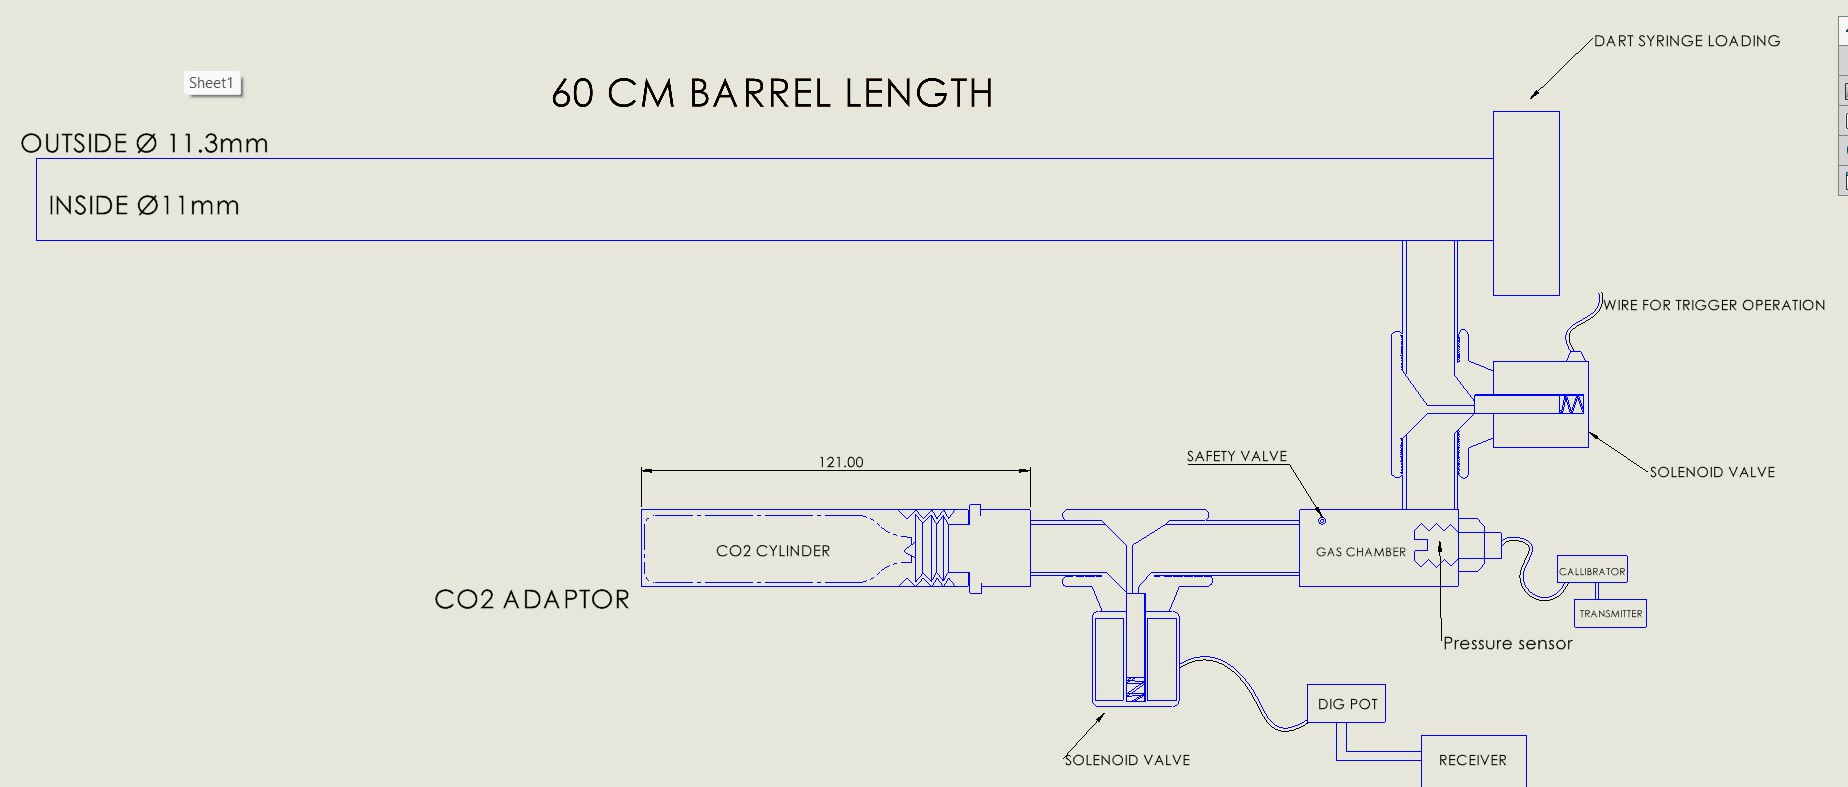 DART SYRINGE LOADING
Sheet1
60 CM BARREL LENGTH
OUTSIDE Ø 11.3mm
INSIDE Ø11mm
WIRE FOR TRIGGER OPERATION
SAFETY VALVE
121.00
SOLENOID VALVE
CO2 CYLINDER
GAS CHAMBER
CALLIBRATOR
CO2 ADAPTOR
TRANSMITTER
Pressure sensor
DIG POT
SOLENOID VALVE
RECEIVER